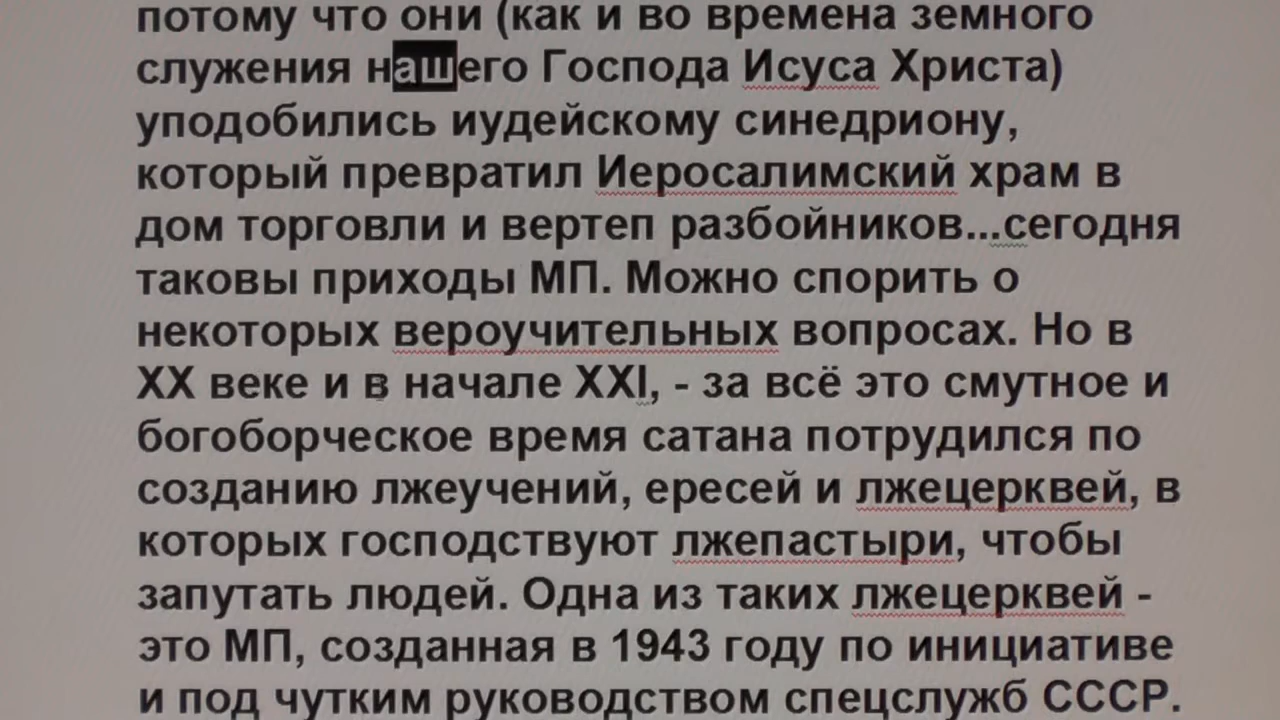 потому что они (как и во времена земного
служения нашего Господа Исуса Христа)
уподобились иудейскому синедриону,
который превратил Иеросалимский храм в
дом торговли и вертеп разбойников...сегодня
таковы приходы МП. Можно спорить о
некоторых вероучительных вопросах. Но в
XX веке и в начале XXI, - за всё это смутное и
богоборческое время сатана потрудился по
созданию лжеучений, ересей и лжецерквей, в
которых господствуют лжепастыри, чтобы
запутать людей. Одна из таких лжецерквей -
это МП, созданная в 1943 году по инициативе
и под чутким руководством спецслужб СССР.